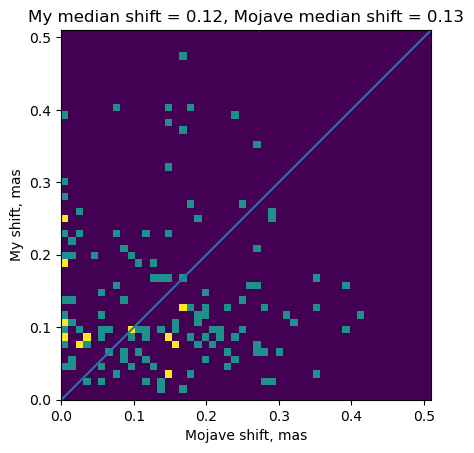 My median shift = 0.12, Mojave median shift = 0.13
0.5
0.4
0.3
0.2
0.1
0.0
My shift, mas
0.0 0.1 0.2 0.3 0.4 0.5
Mojave shift, mas